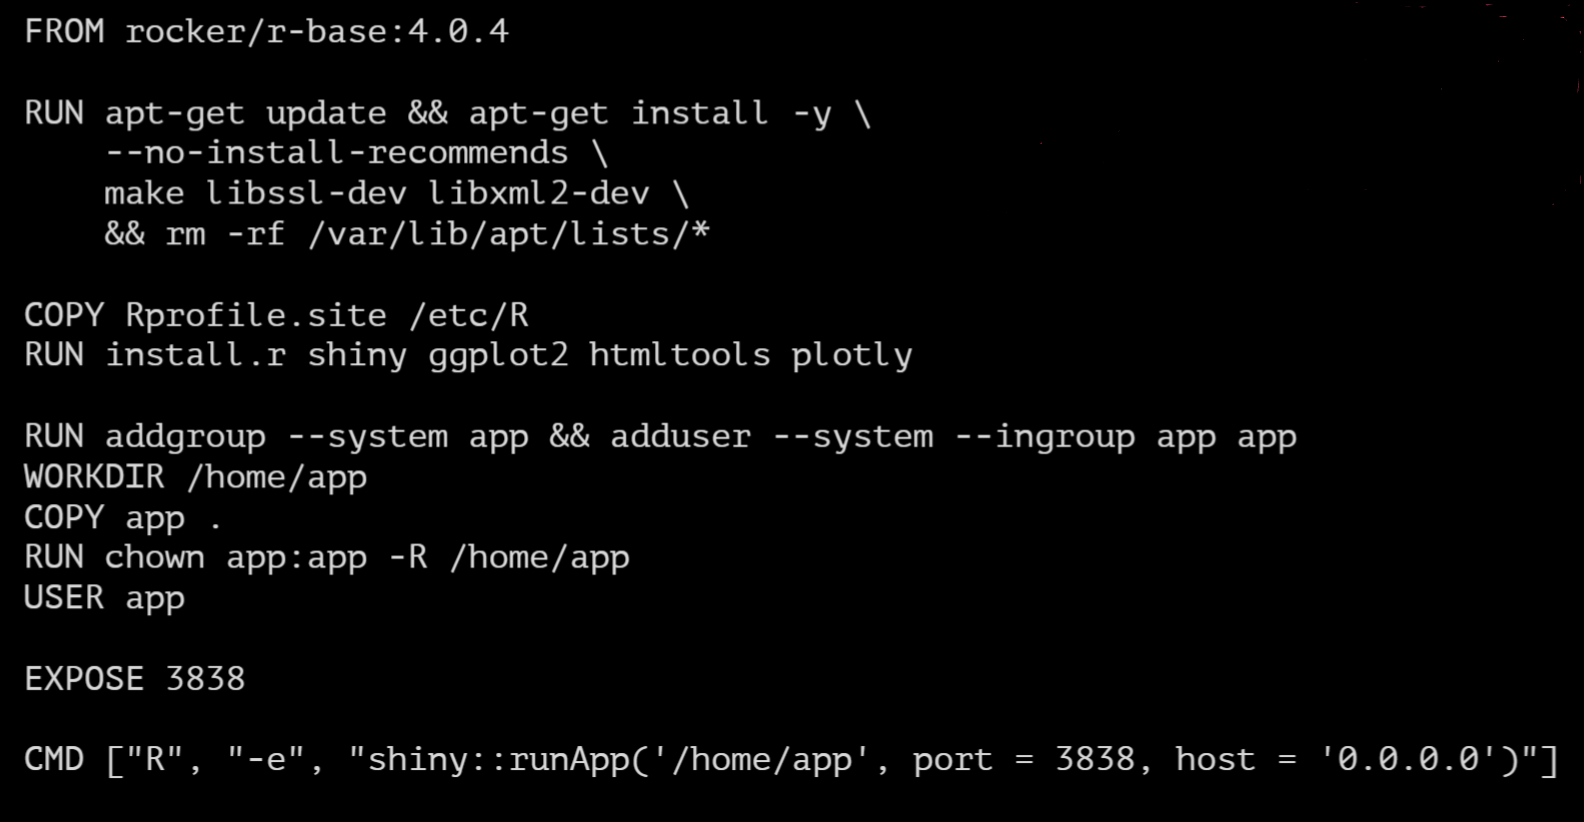 FROM rocker/r-base:4.0.4
RUN apt-get update && apt-get install -y \
--no-install-recommends \
make libssl-dev libxml2-dev \
&& rm -rf /var/lib/apt/lists/*
COPY Rprofile.site /etc/R
RUN install.r shiny ggplot2 htmltools plotly
RUN addgroup --system app && adduser --system --ingroup app app
WORKDIR /home/app
COPY app .
RUN chown app:app -R /home/app
USER app
EXPOSE 3838
CMD ["R", "-e", "shiny::runApp('/home/app', port = 3838, host = '0.0.0.0')"]